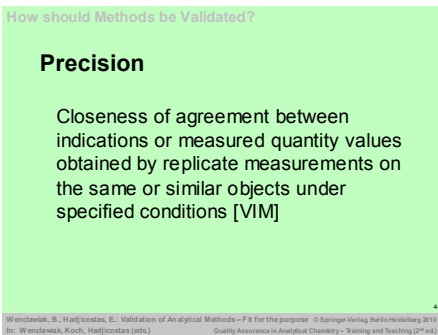 How should Methods be Validated?
Precision
Closeness of agreement between
indications or measured quantity values
obtained by replicate measurements on
the same or similar objects under
specified conditions [VIM]
4
Wenclawiak, B., Hadjicostas, E.: Validation of Analytical Methods – Fit for the purpose © Springer-Verlag, Berlin Heidelberg 2010
In: Wenclawiak, Koch, Hadjicostas (eds.) Quality Assurance in Analytical Chemistry – Training and Teaching (2nd ed.)